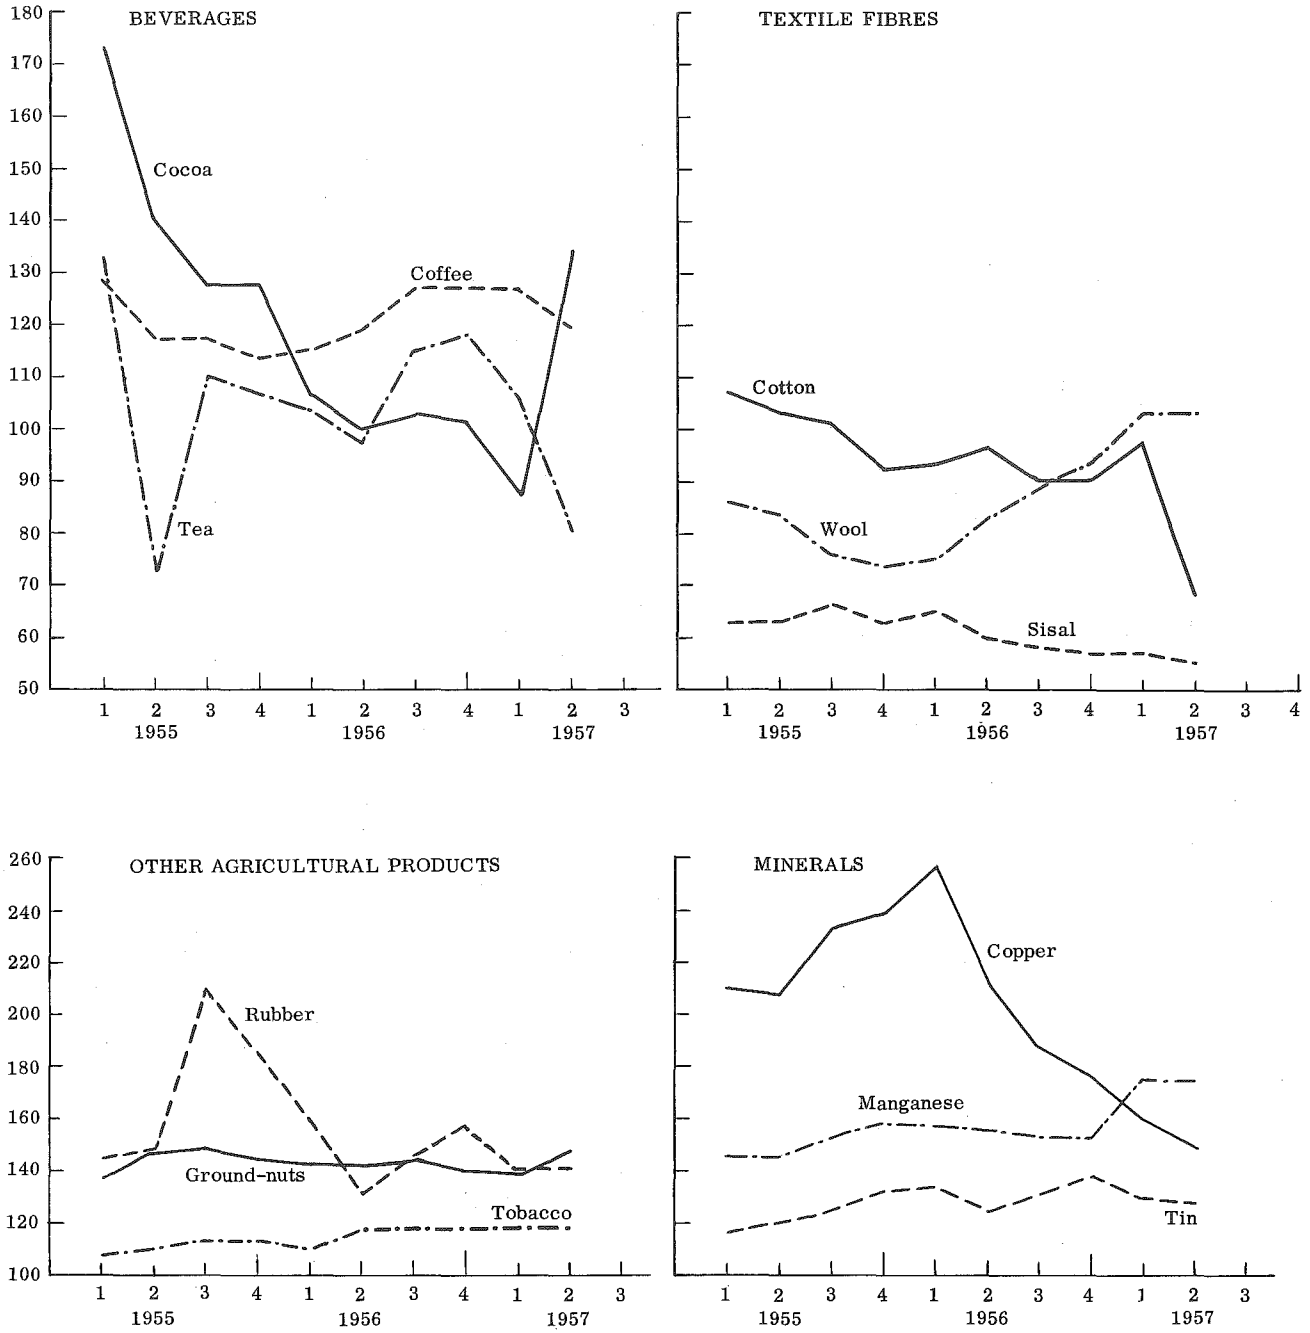 BEVERAGES
180
170
160
150
140
130
120
110
100
90
80
70
60
50
Cocoa
Coffee
Tea
1 2 3 4 1 2 3 4 1 2 3
1955 1956 1957
TEXTILE FIBRES
Cotton
Wool
Sisal
1 2 3 4 1 2 3 4 1 2 3 4
1955 1956 1957
OTHER AGRICULTURAL PRODUCTS
260
240
220
200
180
160
140
120
100
Rubber
Ground-nuts
Tobacco
1 2 3 4 1 2 3 4 1 2 3
1955 1956 1957
MINERALS
Copper
Manganese
Tin
1 2 3 4 1 2 3 4 1 2 3
1955 1956 1957